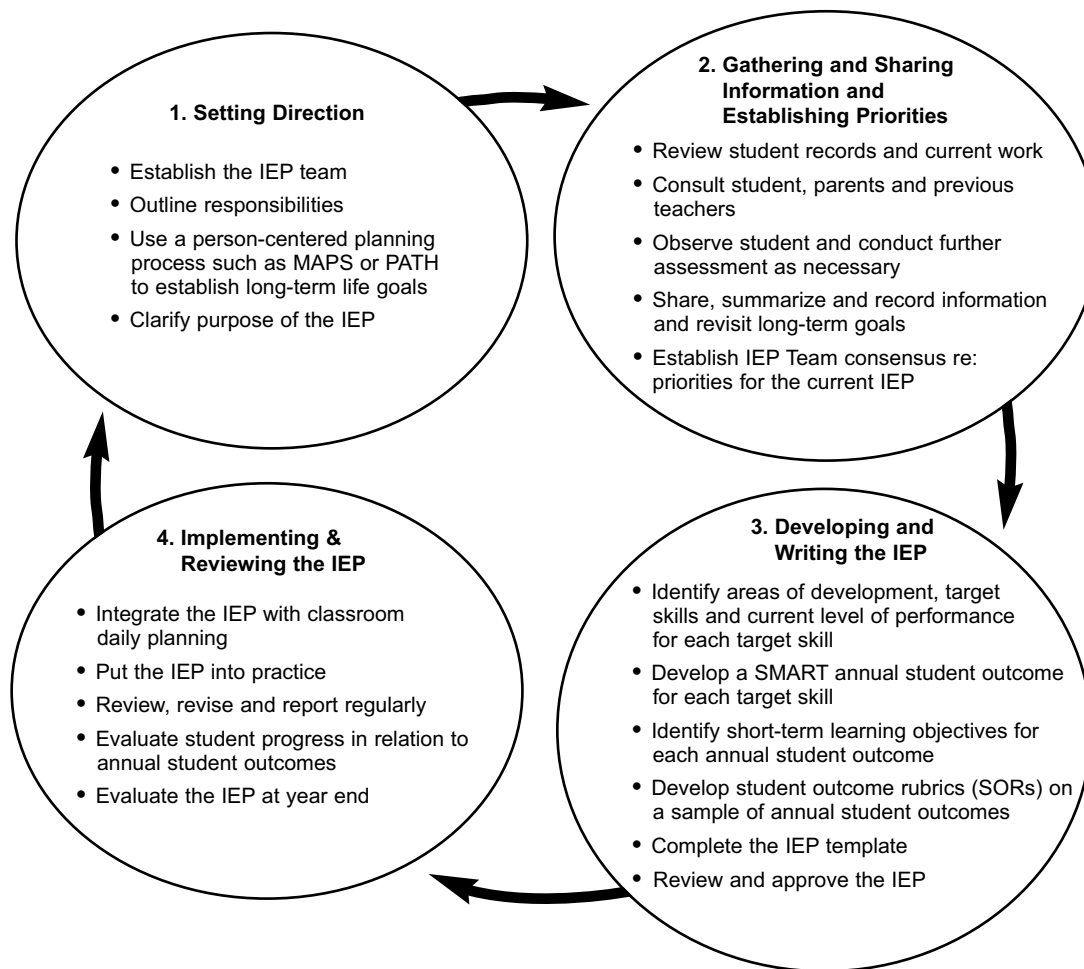 1. Setting Direction
• Establish the IEP team
• Outline responsibilities
• Use a person-centered planning
process such as MAPS or PATH
to establish long-term life goals
• Clarify purpose of the IEP
2. Gathering and Sharing
Information and
Establishing Priorities
• Review student records and current work
• Consult student, parents and previous
teachers
• Observe student and conduct further
assessment as necessary
• Share, summarize and record information
and revisit long-term goals
• Establish IEP Team consensus re:
priorities for the current IEP
3. Developing and
Writing the IEP
• Identify areas of development, target
skills and current level of performance
for each target skill
• Develop a SMART annual student outcome
for each target skill
• Identify short-term learning objectives for
each annual student outcome
• Develop student outcome rubrics (SORs) on
a sample of annual student outcomes
• Complete the IEP template
• Review and approve the IEP
4. Implementing &
Reviewing the IEP
• Integrate the IEP with classroom
daily planning
• Put the IEP into practice
• Review, revise and report regularly
• Evaluate student progress in relation to
annual student outcomes
• Evaluate the IEP at year end